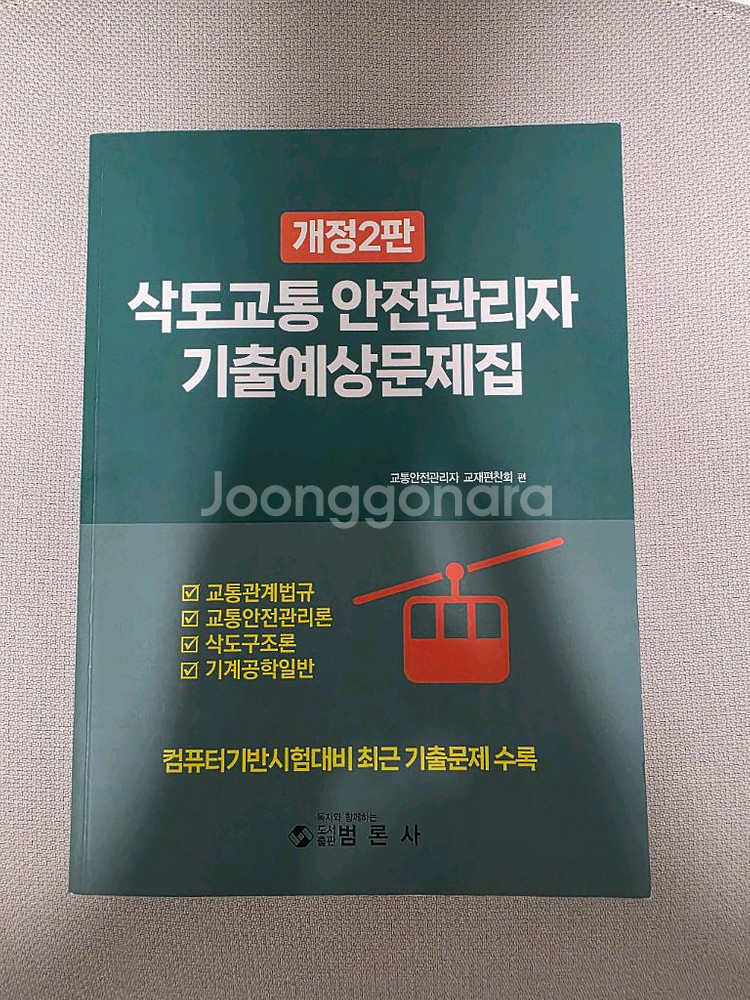 개정2판
삭도교통 안전관리자
기출예상문제집
교통안전관리자 교재편찬회 편
Joonggonara
☑ 교통관계법규
☑ 교통안전관리론
☑ 삭도구조론
☑ 기계공학일반
컴퓨터기반시험대비 최근 기출문제 수록
독자와 함께하는
도서출판 범론사